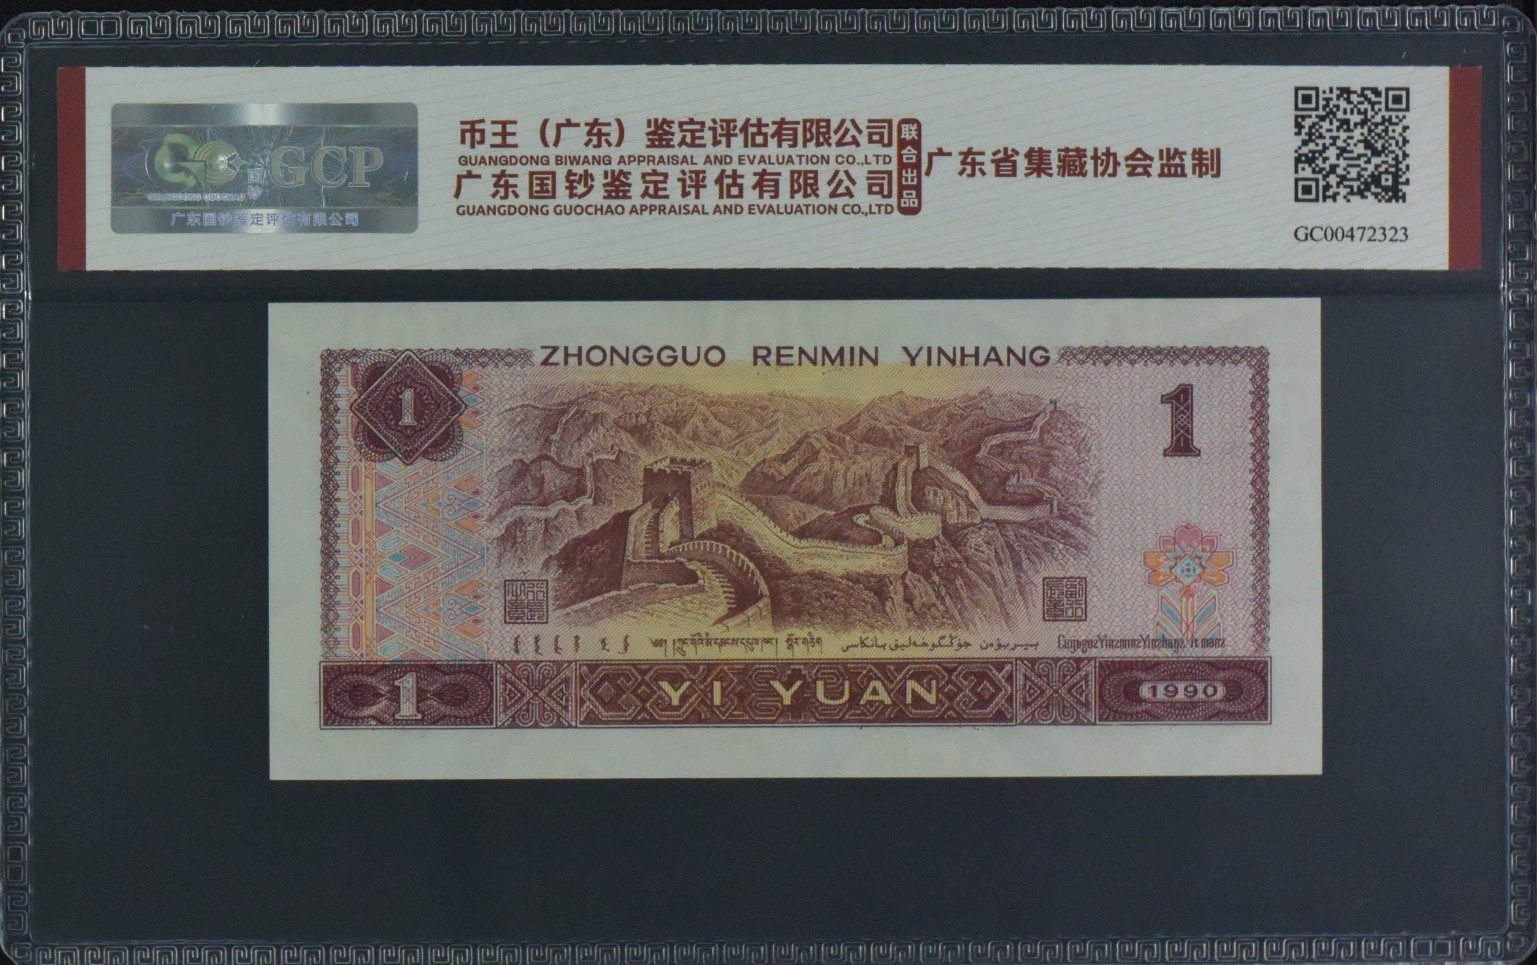 GCP
GUANGDONG GUOCHAO
广东国钞鉴定评估有限公司
币王（广东）鉴定评估有限公司
GUANGDONG BIWANG APPRAISAL AND EVALUATION CO.,LTD
广东国钞鉴定评估有限公司
GUANGDONG GUOCHAO APPRAISAL AND EVALUATION CO.,LTD
联合出品
广东省集藏协会监制
GC00472323
ZHONGGUO RENMIN YINHANG
1
1
1
YI YUAN
1990